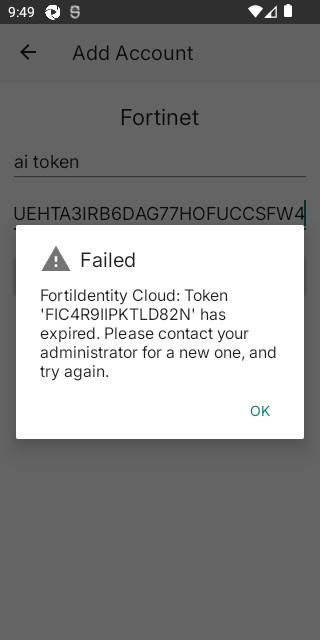 9:49
Add Account
Fortinet
ai token
UEHTA3IRB6DAG77HOFUCCSFW4
Failed
FortiIdentity Cloud: Token
'FIC4R9IIPKTLD82N' has
expired. Please contact your
administrator for a new one, and
try again.
OK